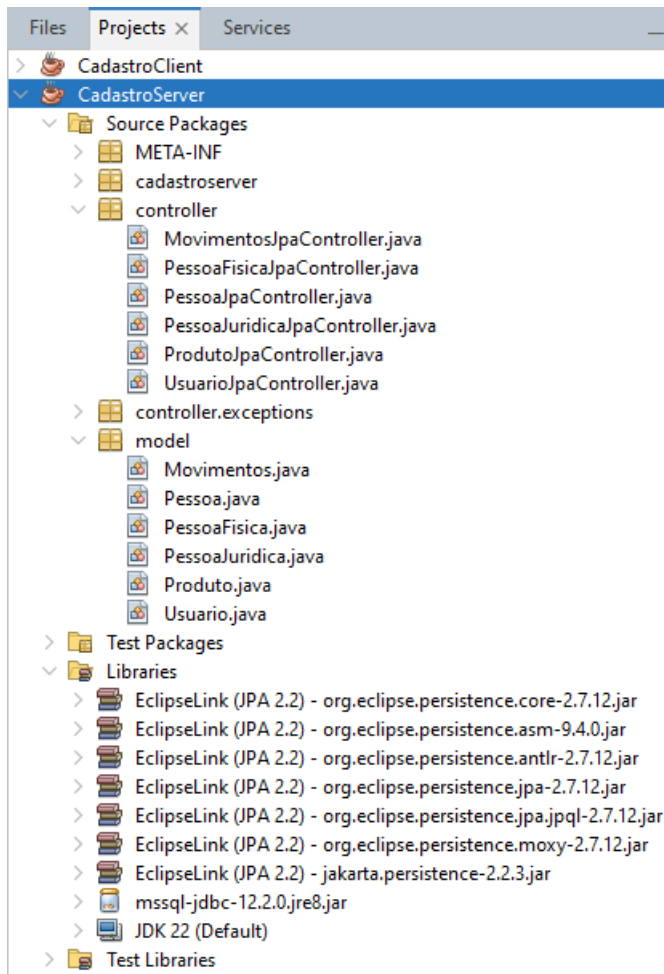 Files Projects × Services
CadastroClient
CadastroServer
Source Packages
META-INF
cadastroserver
controller
MovimentosJpaController.java
PessoaFisicaJpaController.java
PessoaJpaController.java
PessoaJuridicaJpaController.java
ProdutoJpaController.java
UsuarioJpaController.java
controller.exceptions
model
Movimentos.java
Pessoa.java
PessoaFisica.java
PessoaJuridica.java
Produto.java
Usuario.java
Test Packages
Libraries
EclipseLink (JPA 2.2) - org.eclipse.persistence.core-2.7.12.jar
EclipseLink (JPA 2.2) - org.eclipse.persistence.asm-9.4.0.jar
EclipseLink (JPA 2.2) - org.eclipse.persistence.antlr-2.7.12.jar
EclipseLink (JPA 2.2) - org.eclipse.persistence.jpa-2.7.12.jar
EclipseLink (JPA 2.2) - org.eclipse.persistence.jpa.jpql-2.7.12.jar
EclipseLink (JPA 2.2) - org.eclipse.persistence.moxy-2.7.12.jar
EclipseLink (JPA 2.2) - jakarta.persistence-2.2.3.jar
mssql-jdbc-12.2.0.jre8.jar
JDK 22 (Default)
Test Libraries